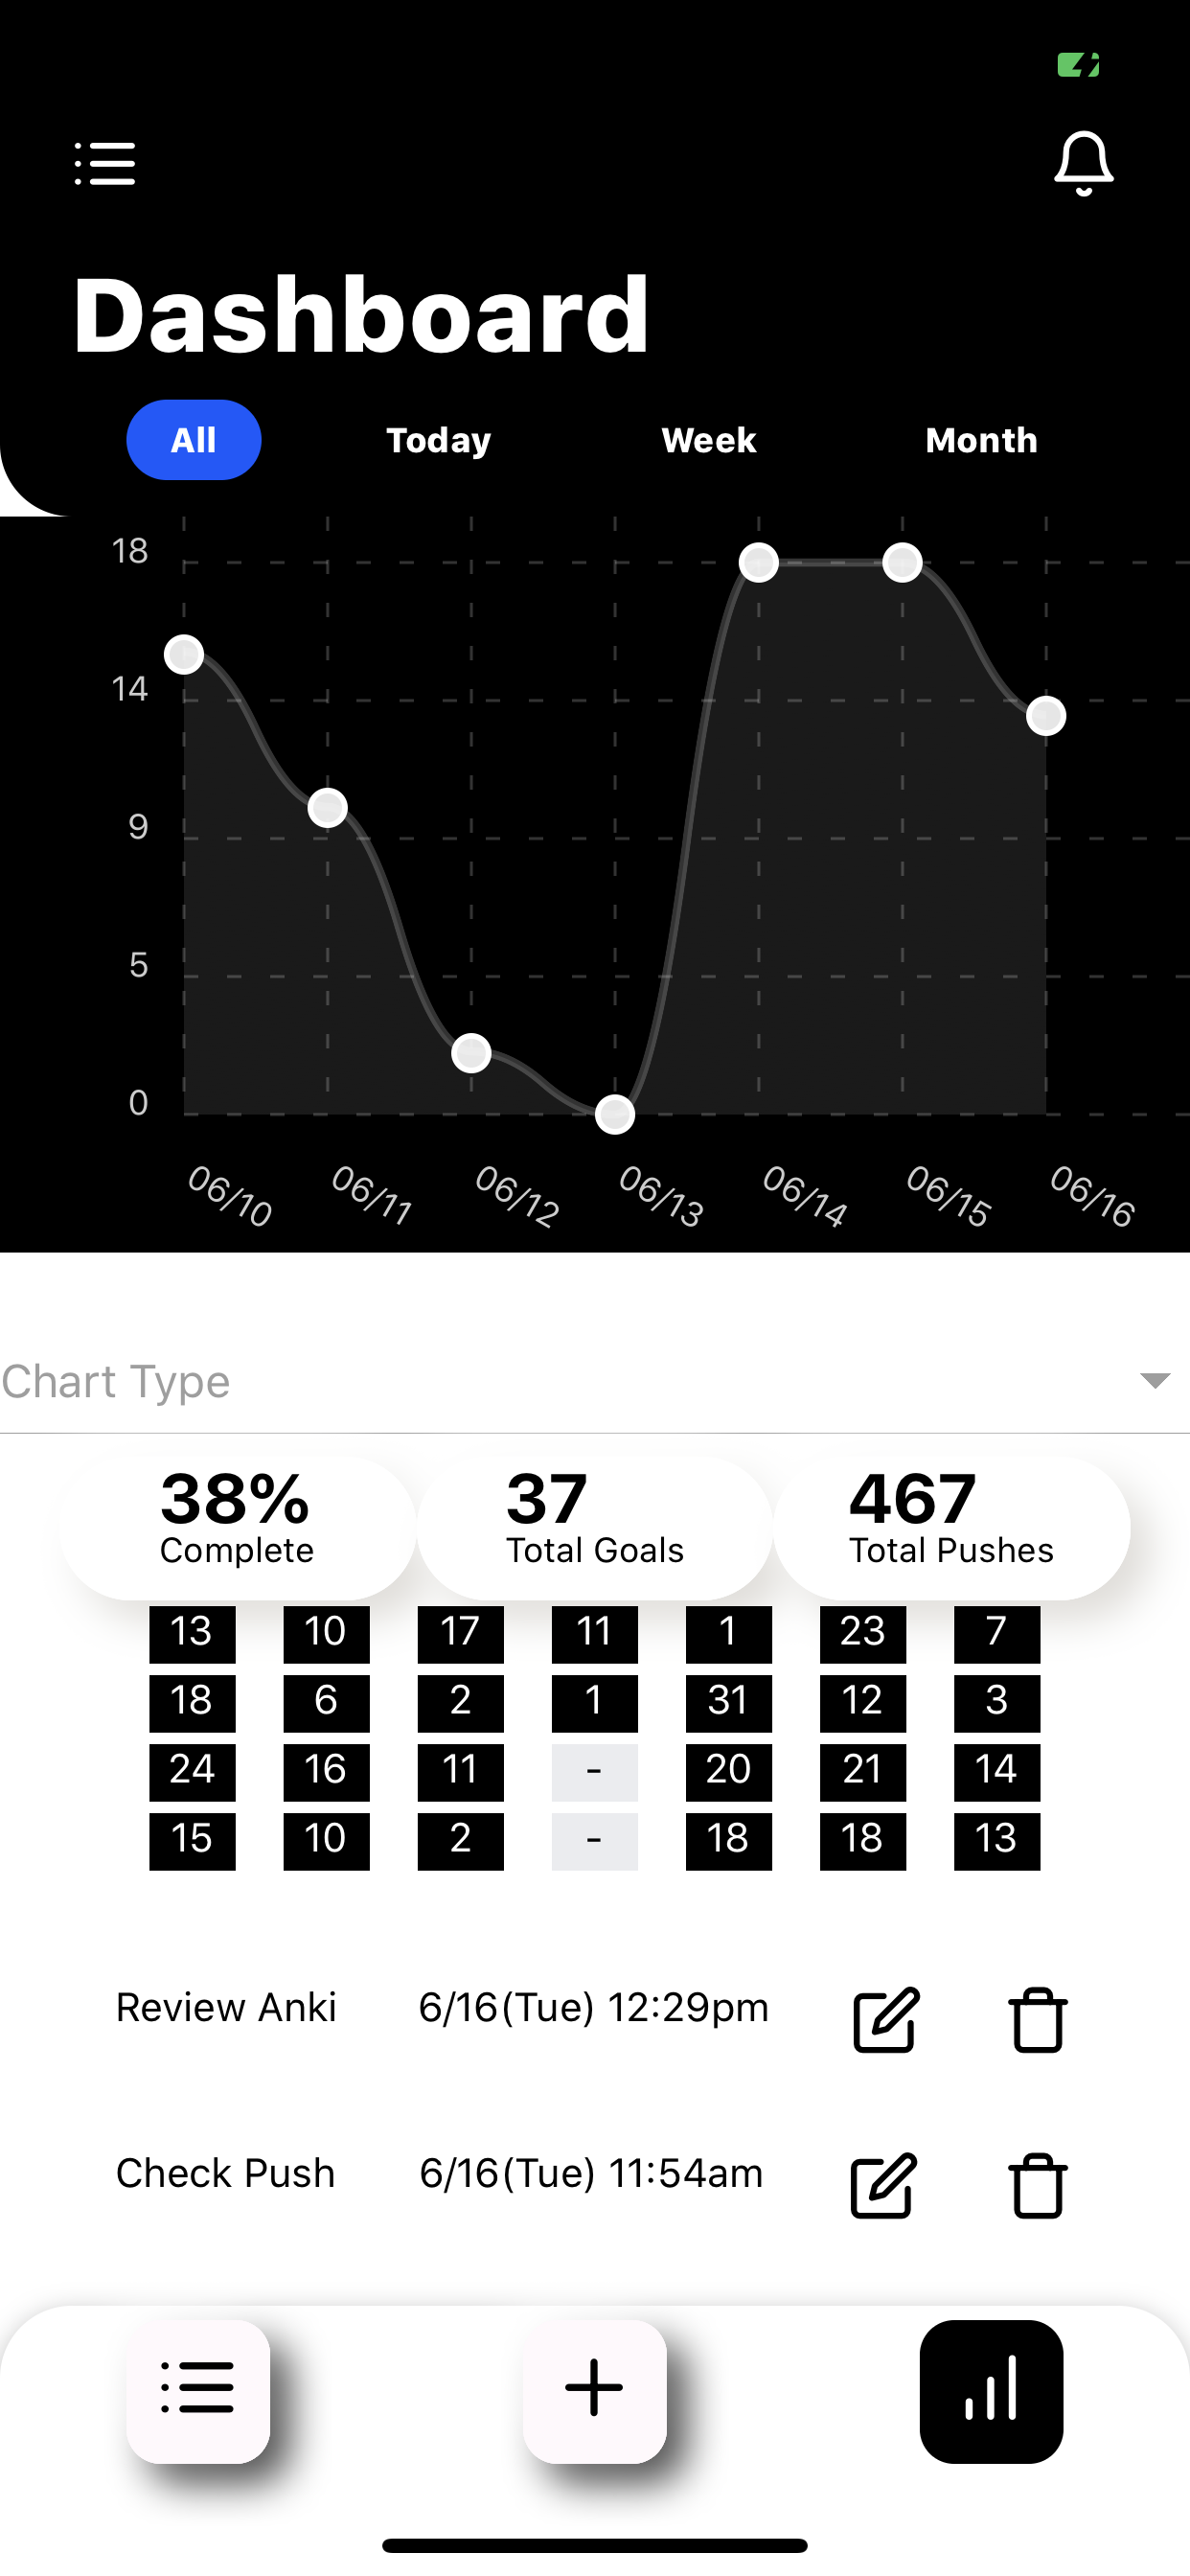 Dashboard
All Today Week Month
18
14
9
5
0
06/10 06/11 06/12 06/13 06/14 06/15 06/16
Chart Type
38% 37 467
Complete Total Goals Total Pushes
13 10 17 11 1 23 7
18 6 2 1 31 12 3
24 16 11 - 20 21 14
15 10 2 - 18 18 13
Review Anki 6/16(Tue) 12:29pm
Check Push 6/16(Tue) 11:54am